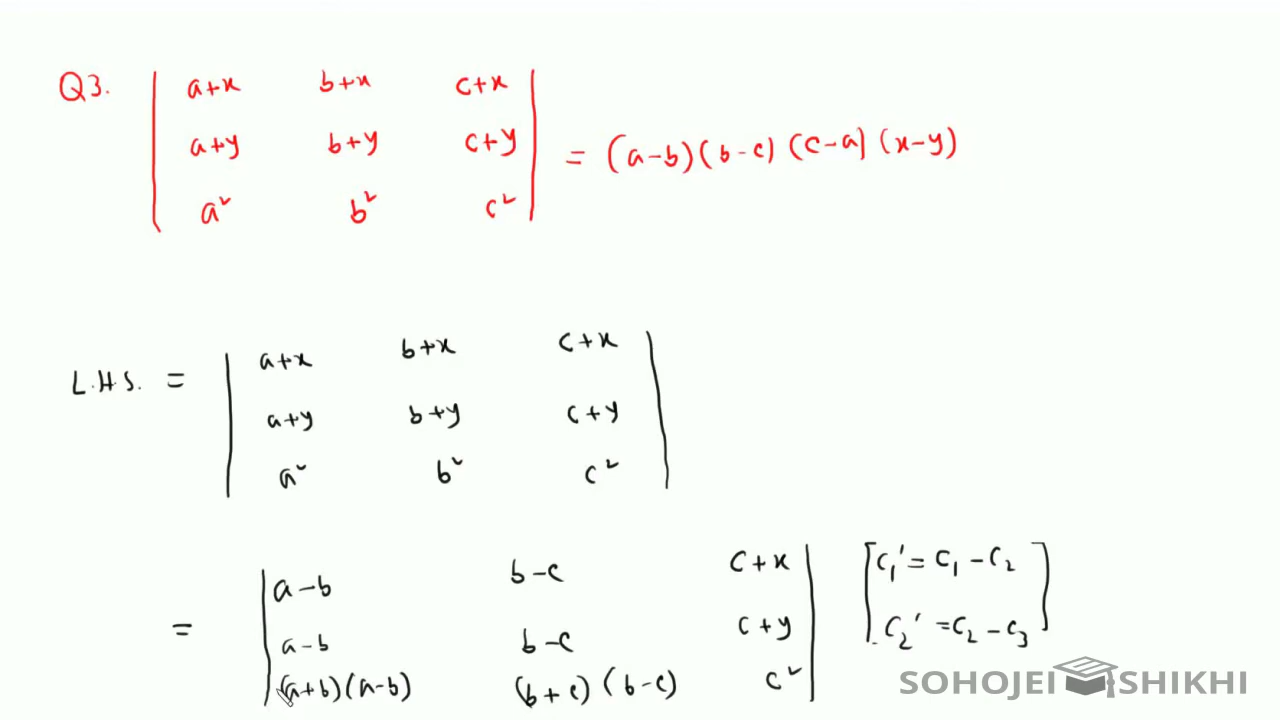 Q3. | a+x b+x c+x |
| a+y b+y c+y | = (a-b)(b-c)(c-a)(x-y)
| a² b² c² |
L.H.S. = | a+x b+x c+x |
| a+y b+y c+y |
| a² b² c² |
= | a-b b-c c+x | [C₁' = C₁ - C₂
| a-b b-c c+y | C₂' = C₂ - C₃]
| (a+b)(a-b) (b+c)(b-c) c² |
SOHOJEI SHIKHI